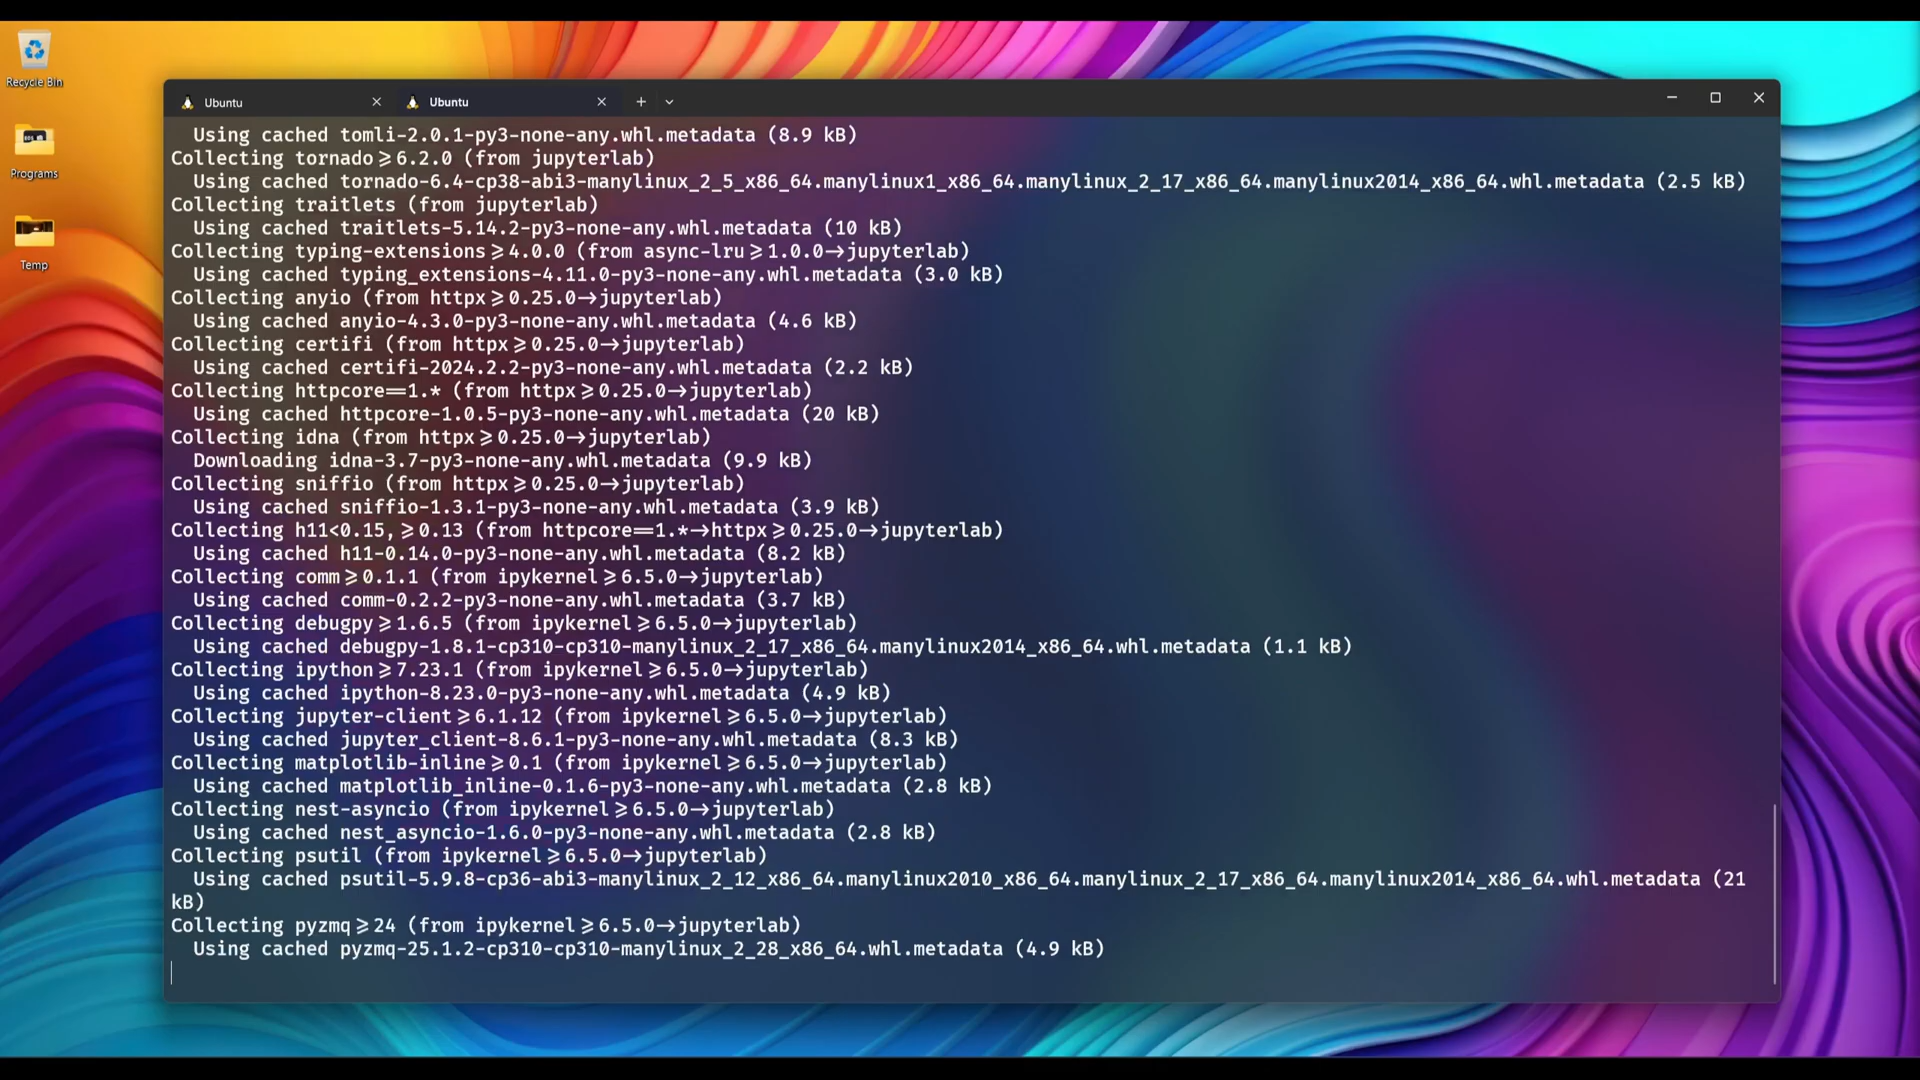 Recycle Bin
Programs
Temp
Ubuntu
Ubuntu
Using cached tomli-2.0.1-py3-none-any.whl.metadata (8.9 kB)
Collecting tornado≥6.2.0 (from jupyterlab)
Using cached tornado-6.4-cp38-abi3-manylinux_2_5_x86_64.manylinux1_x86_64.manylinux_2_17_x86_64.manylinux2014_x86_64.whl.metadata (2.5 kB)
Collecting traitlets (from jupyterlab)
Using cached traitlets-5.14.2-py3-none-any.whl.metadata (10 kB)
Collecting typing-extensions≥4.0.0 (from async-lru≥1.0.0→jupyterlab)
Using cached typing_extensions-4.11.0-py3-none-any.whl.metadata (3.0 kB)
Collecting anyio (from httpx≥0.25.0→jupyterlab)
Using cached anyio-4.3.0-py3-none-any.whl.metadata (4.6 kB)
Collecting certifi (from httpx≥0.25.0→jupyterlab)
Using cached certifi-2024.2.2-py3-none-any.whl.metadata (2.2 kB)
Collecting httpcore==1.* (from httpx≥0.25.0→jupyterlab)
Using cached httpcore-1.0.5-py3-none-any.whl.metadata (20 kB)
Collecting idna (from httpx≥0.25.0→jupyterlab)
Downloading idna-3.7-py3-none-any.whl.metadata (9.9 kB)
Collecting sniffio (from httpx≥0.25.0→jupyterlab)
Using cached sniffio-1.3.1-py3-none-any.whl.metadata (3.9 kB)
Collecting h11<0.15,≥0.13 (from httpcore==1.*→httpx≥0.25.0→jupyterlab)
Using cached h11-0.14.0-py3-none-any.whl.metadata (8.2 kB)
Collecting comm≥0.1.1 (from ipykernel≥6.5.0→jupyterlab)
Using cached comm-0.2.2-py3-none-any.whl.metadata (3.7 kB)
Collecting debugpy≥1.6.5 (from ipykernel≥6.5.0→jupyterlab)
Using cached debugpy-1.8.1-cp310-cp310-manylinux_2_17_x86_64.manylinux2014_x86_64.whl.metadata (1.1 kB)
Collecting ipython≥7.23.1 (from ipykernel≥6.5.0→jupyterlab)
Using cached ipython-8.23.0-py3-none-any.whl.metadata (4.9 kB)
Collecting jupyter-client≥6.1.12 (from ipykernel≥6.5.0→jupyterlab)
Using cached jupyter_client-8.6.1-py3-none-any.whl.metadata (8.3 kB)
Collecting matplotlib-inline≥0.1 (from ipykernel≥6.5.0→jupyterlab)
Using cached matplotlib_inline-0.1.6-py3-none-any.whl.metadata (2.8 kB)
Collecting nest-asyncio (from ipykernel≥6.5.0→jupyterlab)
Using cached nest_asyncio-1.6.0-py3-none-any.whl.metadata (2.8 kB)
Collecting psutil (from ipykernel≥6.5.0→jupyterlab)
Using cached psutil-5.9.8-cp36-abi3-manylinux_2_12_x86_64.manylinux2010_x86_64.manylinux_2_17_x86_64.manylinux2014_x86_64.whl.metadata (21
kB)
Collecting pyzmq≥24 (from ipykernel≥6.5.0→jupyterlab)
Using cached pyzmq-25.1.2-cp310-cp310-manylinux_2_28_x86_64.whl.metadata (4.9 kB)